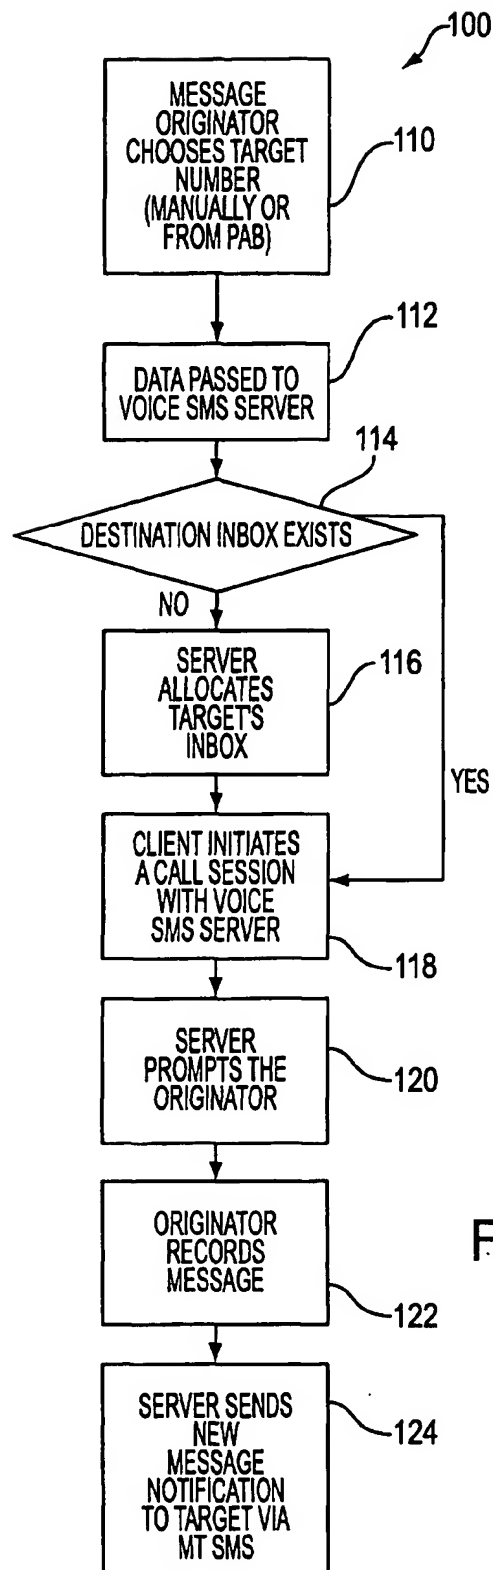 100
MESSAGE
ORIGINATOR
CHOOSES TARGET
NUMBER
(MANUALLY OR
FROM PAB)
110
112
DATA PASSED TO
VOICE SMS SERVER
114
DESTINATION INBOX EXISTS
NO
SERVER
ALLOCATES
TARGET'S
INBOX
116
YES
CLIENT INITIATES
A CALL SESSION
WITH VOICE
SMS SERVER
118
SERVER
PROMPTS THE
ORIGINATOR
120
ORIGINATOR
RECORDS
MESSAGE
122
SERVER SENDS
NEW
MESSAGE
NOTIFICATION
TO TARGET VIA
MT SMS
124